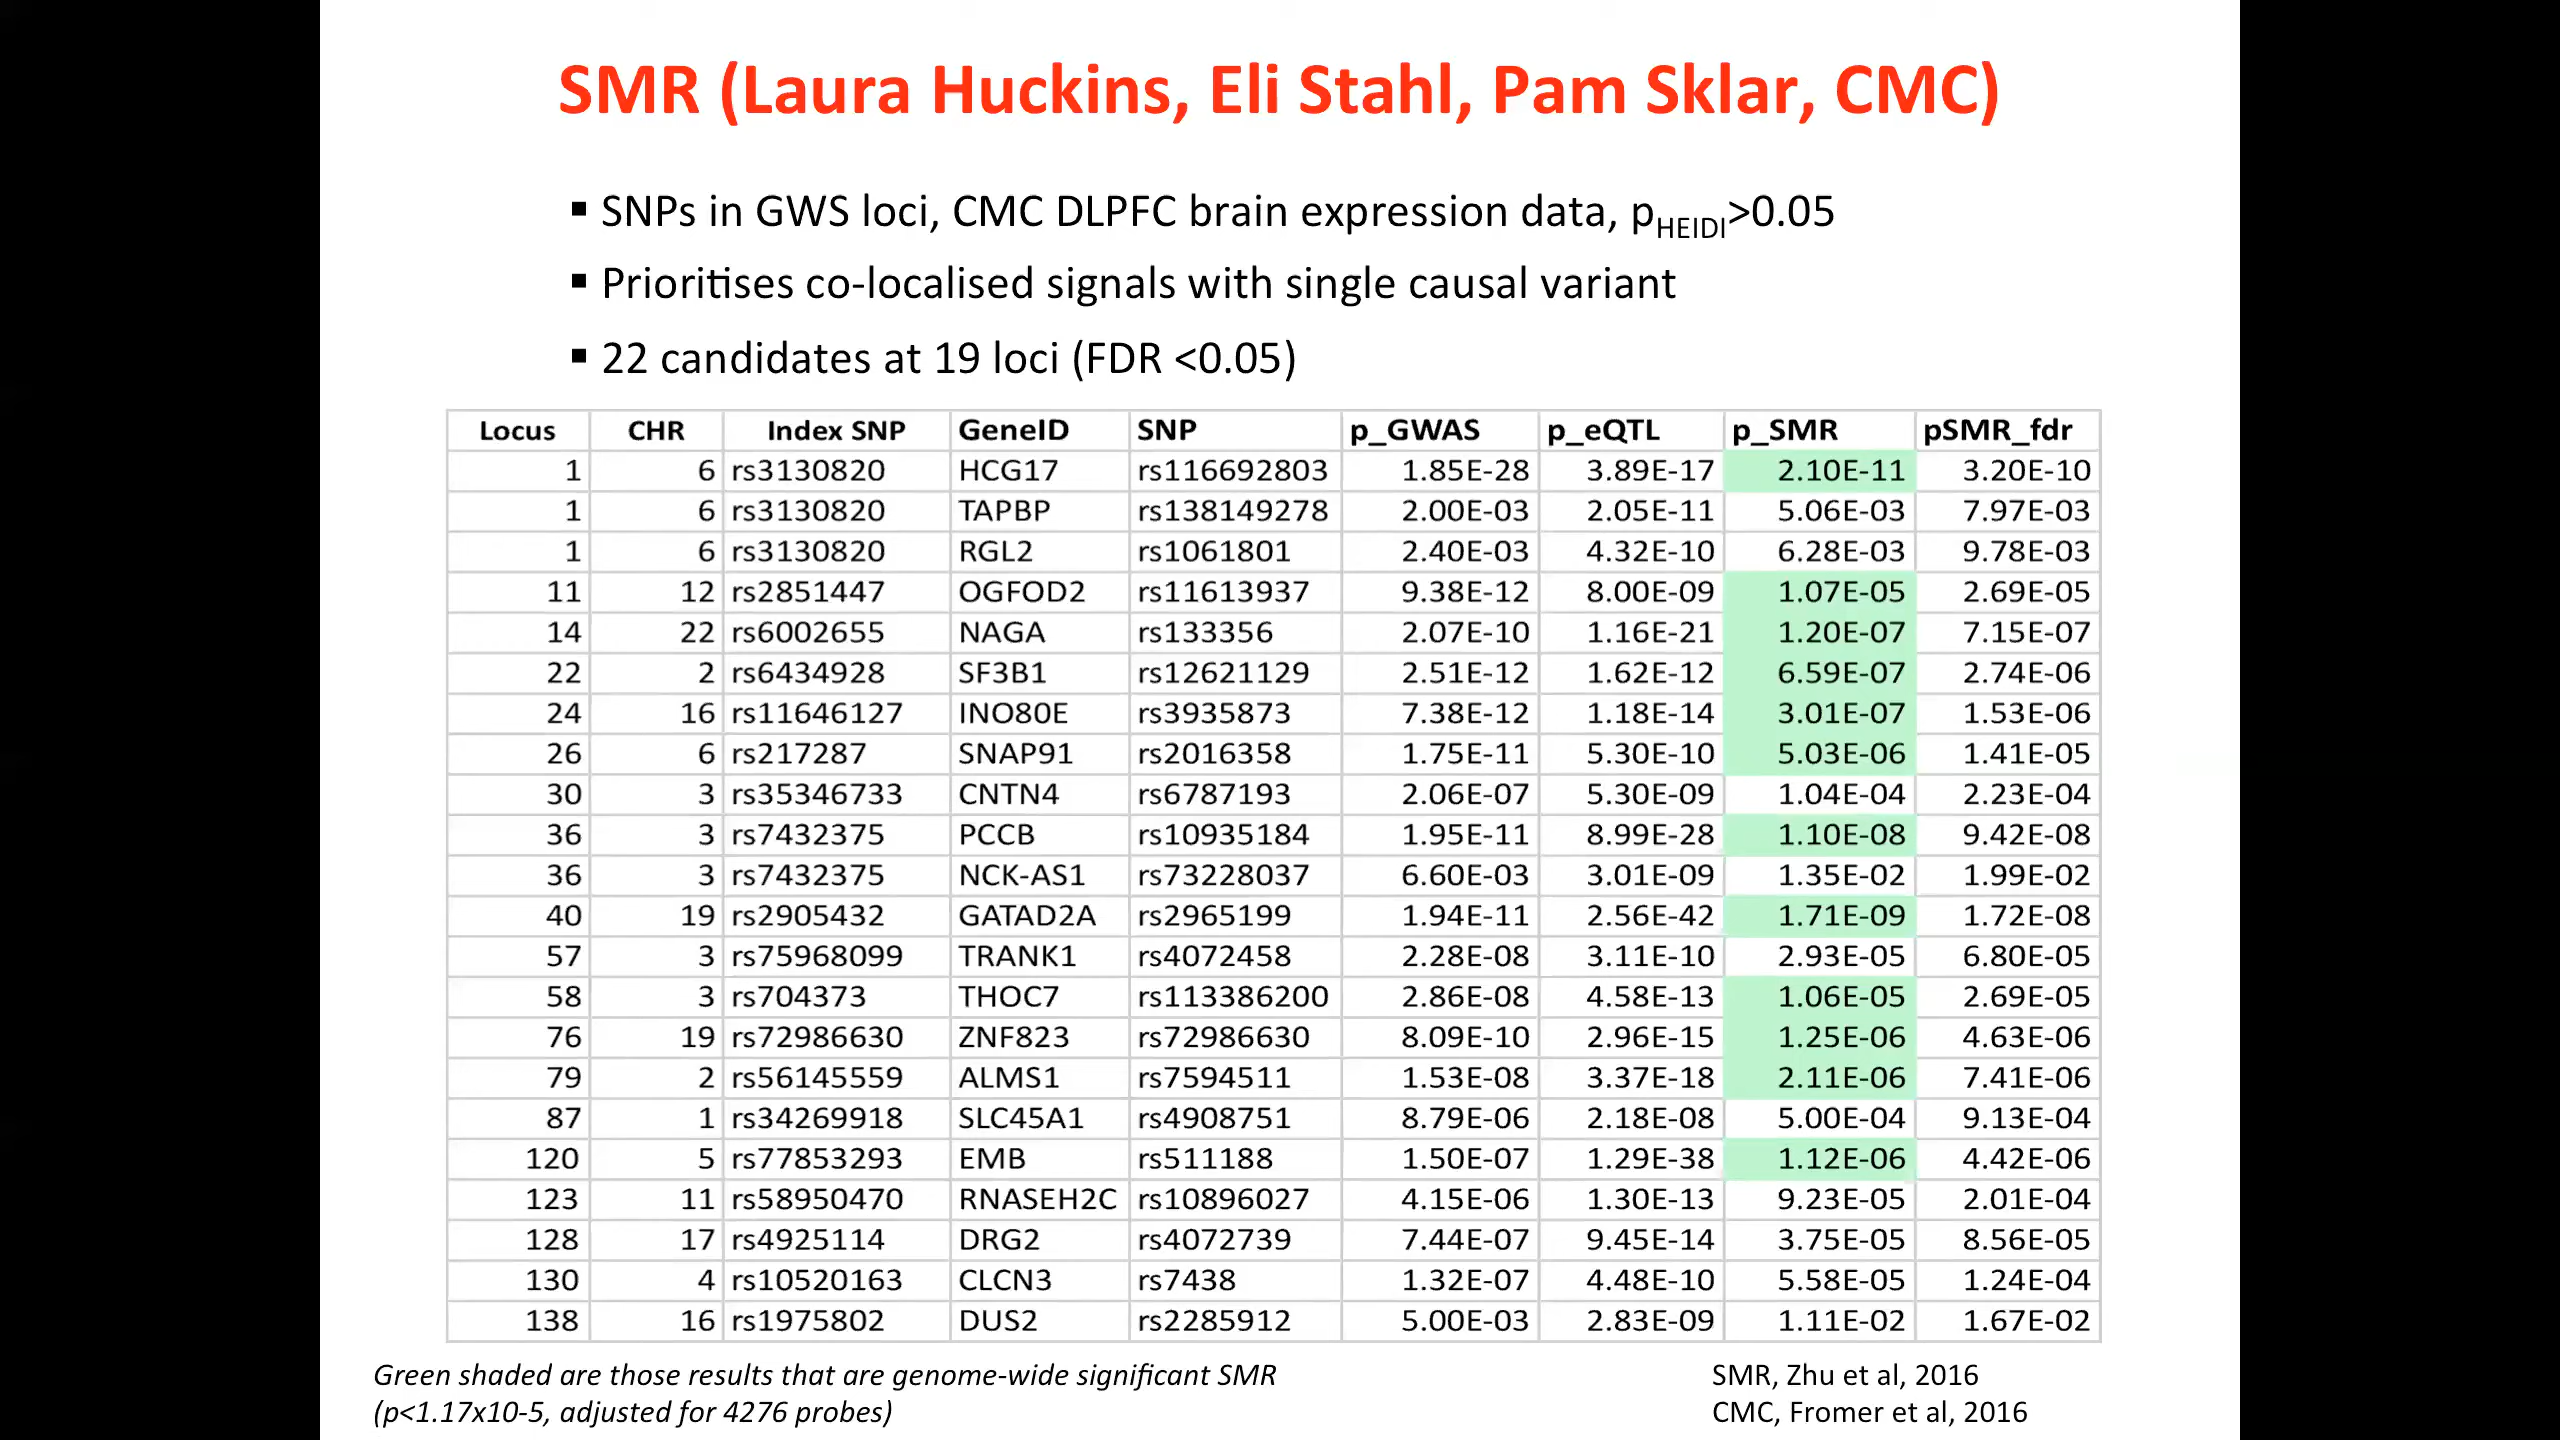 SMR (Laura Huckins, Eli Stahl, Pam Sklar, CMC)
▪ SNPs in GWS loci, CMC DLPFC brain expression data, pHEIDI>0.05
▪ Prioritises co-localised signals with single causal variant
▪ 22 candidates at 19 loci (FDR <0.05)
Locus CHR Index SNP GeneID SNP p_GWAS p_eQTL p_SMR pSMR_fdr
1 6 rs3130820 HCG17 rs116692803 1.85E-28 3.89E-17 2.10E-11 3.20E-10
1 6 rs3130820 TAPBP rs138149278 2.00E-03 2.05E-11 5.06E-03 7.97E-03
1 6 rs3130820 RGL2 rs1061801 2.40E-03 4.32E-10 6.28E-03 9.78E-03
11 12 rs2851447 OGFOD2 rs11613937 9.38E-12 8.00E-09 1.07E-05 2.69E-05
14 22 rs6002655 NAGA rs133356 2.07E-10 1.16E-21 1.20E-07 7.15E-07
22 2 rs6434928 SF3B1 rs12621129 2.51E-12 1.62E-12 6.59E-07 2.74E-06
24 16 rs11646127 INO80E rs3935873 7.38E-12 1.18E-14 3.01E-07 1.53E-06
26 6 rs217287 SNAP91 rs2016358 1.75E-11 5.30E-10 5.03E-06 1.41E-05
30 3 rs35346733 CNTN4 rs6787193 2.06E-07 5.30E-09 1.04E-04 2.23E-04
36 3 rs7432375 PCCB rs10935184 1.95E-11 8.99E-28 1.10E-08 9.42E-08
36 3 rs7432375 NCK-AS1 rs73228037 6.60E-03 3.01E-09 1.35E-02 1.99E-02
40 19 rs2905432 GATAD2A rs2965199 1.94E-11 2.56E-42 1.71E-09 1.72E-08
57 3 rs75968099 TRANK1 rs4072458 2.28E-08 3.11E-10 2.93E-05 6.80E-05
58 3 rs704373 THOC7 rs113386200 2.86E-08 4.58E-13 1.06E-05 2.69E-05
76 19 rs72986630 ZNF823 rs72986630 8.09E-10 2.96E-15 1.25E-06 4.63E-06
79 2 rs56145559 ALMS1 rs7594511 1.53E-08 3.37E-18 2.11E-06 7.41E-06
87 1 rs34269918 SLC45A1 rs4908751 8.79E-06 2.18E-08 5.00E-04 9.13E-04
120 5 rs77853293 EMB rs511188 1.50E-07 1.29E-38 1.12E-06 4.42E-06
123 11 rs58950470 RNASEH2C rs10896027 4.15E-06 1.30E-13 9.23E-05 2.01E-04
128 17 rs4925114 DRG2 rs4072739 7.44E-07 9.45E-14 3.75E-05 8.56E-05
130 4 rs10520163 CLCN3 rs7438 1.32E-07 4.48E-10 5.58E-05 1.24E-04
138 16 rs1975802 DUS2 rs2285912 5.00E-03 2.83E-09 1.11E-02 1.67E-02
Green shaded are those results that are genome-wide significant SMR
(p<1.17x10-5, adjusted for 4276 probes)
SMR, Zhu et al, 2016
CMC, Fromer et al, 2016